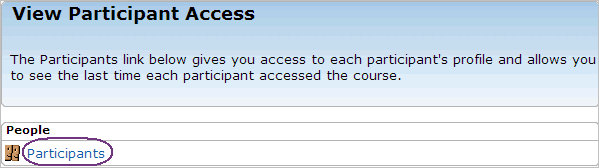 View Participant Access
The Participants link below gives you access to each participant's profile and allows you
to see the last time each participant accessed the course.
People
Participants